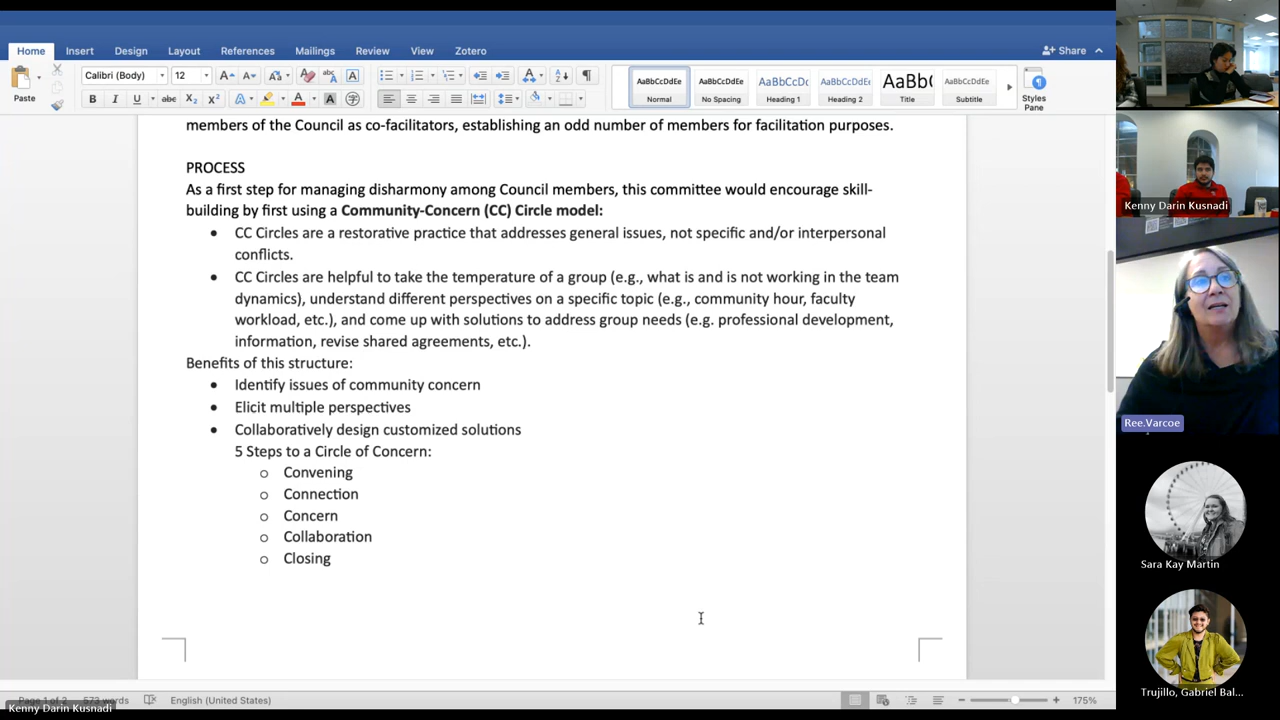 Home Insert Design Layout References Mailings Review View Zotero Share
Calibri (Body) 12
Paste
AaBbCcDdEe AaBbCcDdEe AaBbCcDc AaBbCcDdEe AaBb( AaBbCcDdEe
Normal No Spacing Heading 1 Heading 2 Title Subtitle Styles Pane
members of the Council as co-facilitators, establishing an odd number of members for facilitation purposes.
PROCESS
As a first step for managing disharmony among Council members, this committee would encourage skill-
building by first using a Community-Concern (CC) Circle model:
CC Circles are a restorative practice that addresses general issues, not specific and/or interpersonal
conflicts.
CC Circles are helpful to take the temperature of a group (e.g., what is and is not working in the team
dynamics), understand different perspectives on a specific topic (e.g., community hour, faculty
workload, etc.), and come up with solutions to address group needs (e.g. professional development,
information, revise shared agreements, etc.).
Benefits of this structure:
Identify issues of community concern
Elicit multiple perspectives
Collaboratively design customized solutions
5 Steps to a Circle of Concern:
Convening
Connection
Concern
Collaboration
Closing
Page 1 of 2 573 words English (United States) 175%
Kenny Darin Kusnadi
Kenny Darin Kusnadi
Ree.Varcoe
Sara Kay Martin
Trujillo, Gabriel Bal...